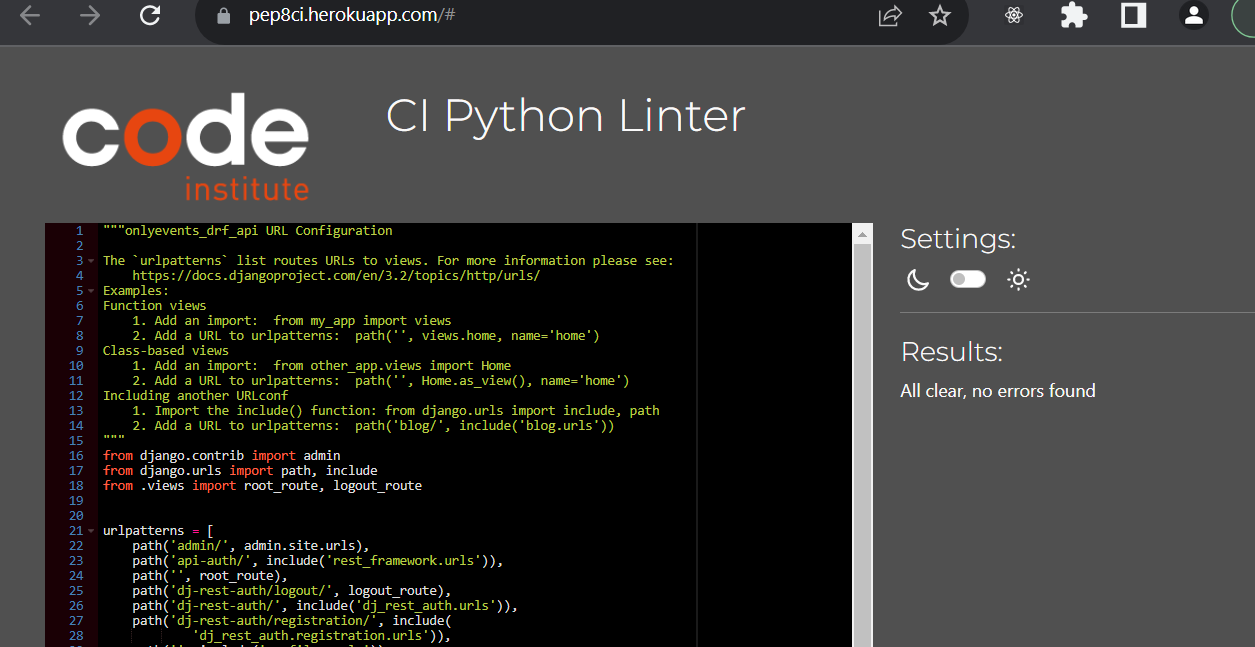 pep8ci.herokuapp.com/#
code
institute
CI Python Linter
1 """onlyevents_drf_api URL Configuration
2
3 The `urlpatterns` list routes URLs to views. For more information please see:
4     https://docs.djangoproject.com/en/3.2/topics/http/urls/
5 Examples:
6 Function views
7     1. Add an import:  from my_app import views
8     2. Add a URL to urlpatterns:  path('', views.home, name='home')
9 Class-based views
10     1. Add an import:  from other_app.views import Home
11     2. Add a URL to urlpatterns:  path('', Home.as_view(), name='home')
12 Including another URLconf
13     1. Import the include() function: from django.urls import include, path
14     2. Add a URL to urlpatterns:  path('blog/', include('blog.urls'))
15 """
16 from django.contrib import admin
17 from django.urls import path, include
18 from .views import root_route, logout_route
19
20
21 urlpatterns = [
22     path('admin/', admin.site.urls),
23     path('api-auth/', include('rest_framework.urls')),
24     path('', root_route),
25     path('dj-rest-auth/logout/', logout_route),
26     path('dj-rest-auth/', include('dj_rest_auth.urls')),
27     path('dj-rest-auth/registration/', include(
28             'dj_rest_auth.registration.urls')),
Settings:
Results:
All clear, no errors found